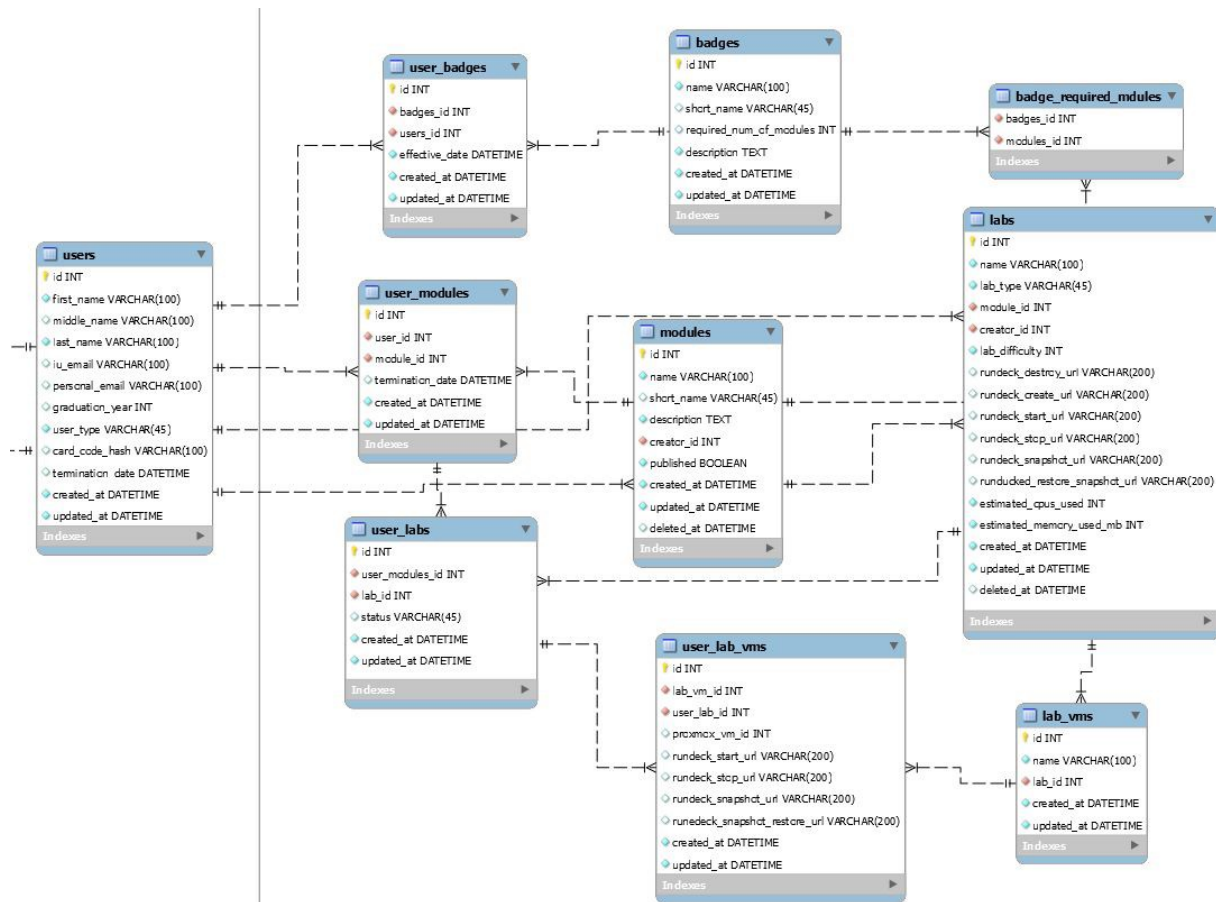 user_badges
id INT
badges_id INT
users_id INT
effective_date DATETIME
created_at DATETIME
updated_at DATETIME
Indexes
badges
id INT
name VARCHAR(100)
short_name VARCHAR(45)
required_num_of_modules INT
description TEXT
created_at DATETIME
updated_at DATETIME
Indexes
badge_required_mdules
badges_id INT
modules_id INT
Indexes
users
id INT
first_name VARCHAR(100)
middle_name VARCHAR(100)
last_name VARCHAR(100)
iu_email VARCHAR(100)
personal_email VARCHAR(100)
graduation_year INT
user_type VARCHAR(45)
card_code_hash VARCHAR(100)
termination_date DATETIME
created_at DATETIME
updated_at DATETIME
Indexes
user_modules
id INT
user_id INT
module_id INT
termination_date DATETIME
created_at DATETIME
updated_at DATETIME
Indexes
modules
id INT
name VARCHAR(100)
short_name VARCHAR(45)
description TEXT
creator_id INT
published BOOLEAN
created_at DATETIME
updated_at DATETIME
deleted_at DATETIME
Indexes
labs
id INT
name VARCHAR(100)
lab_type VARCHAR(45)
module_id INT
creator_id INT
lab_difficulty INT
rundeck_destroy_url VARCHAR(200)
rundeck_create_url VARCHAR(200)
rundeck_start_url VARCHAR(200)
rundeck_stop_url VARCHAR(200)
rundeck_snapshot_url VARCHAR(200)
runducked_restore_snapshot_url VARCHAR(200)
estimated_cpus_used INT
estimated_memory_used_mb INT
created_at DATETIME
updated_at DATETIME
deleted_at DATETIME
Indexes
user_labs
id INT
user_modules_id INT
lab_id INT
status VARCHAR(45)
created_at DATETIME
updated_at DATETIME
Indexes
user_lab_vms
id INT
lab_vm_id INT
user_lab_id INT
proxmox_vm_id INT
rundeck_start_url VARCHAR(200)
rundeck_stop_url VARCHAR(200)
rundeck_snapshot_url VARCHAR(200)
runedeck_snapshot_restore_url VARCHAR(200)
created_at DATETIME
updated_at DATETIME
Indexes
lab_vms
id INT
name VARCHAR(100)
lab_id INT
created_at DATETIME
updated_at DATETIME
Indexes